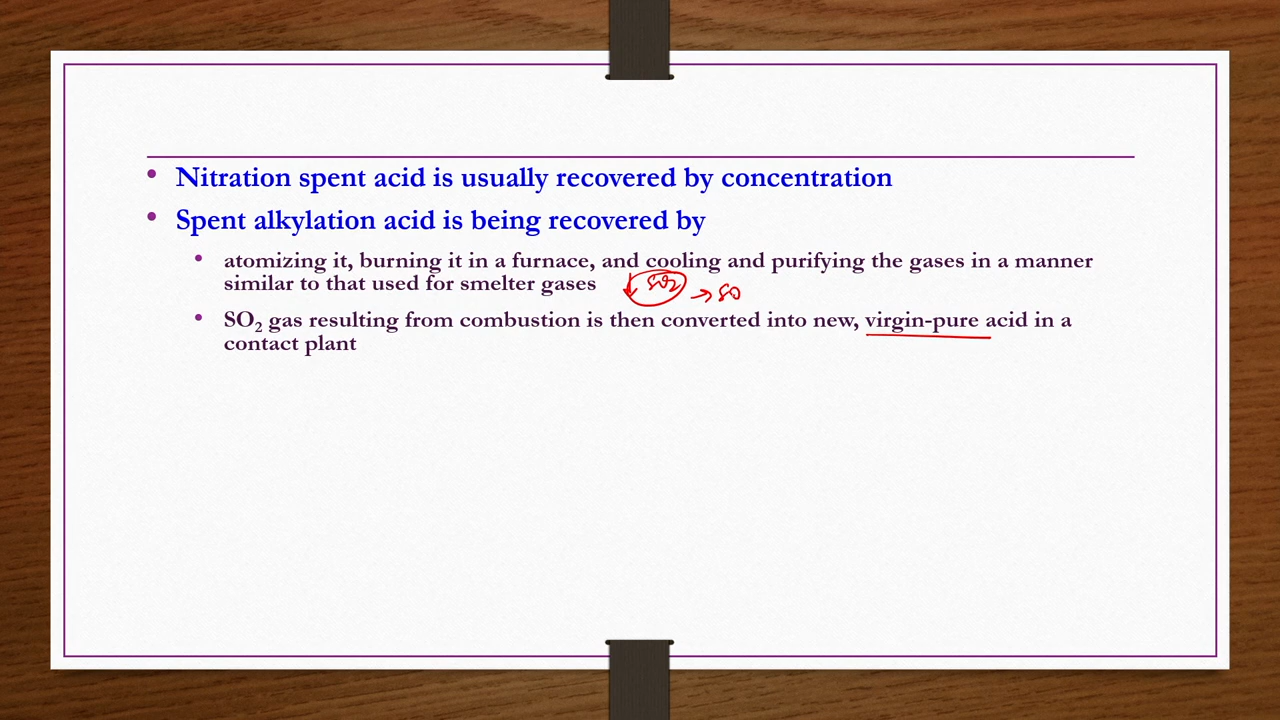 • Nitration spent acid is usually recovered by concentration
• Spent alkylation acid is being recovered by
• atomizing it, burning it in a furnace, and cooling and purifying the gases in a manner
similar to that used for smelter gases
SO2 → SO
• SO₂ gas resulting from combustion is then converted into new, virgin-pure acid in a
contact plant